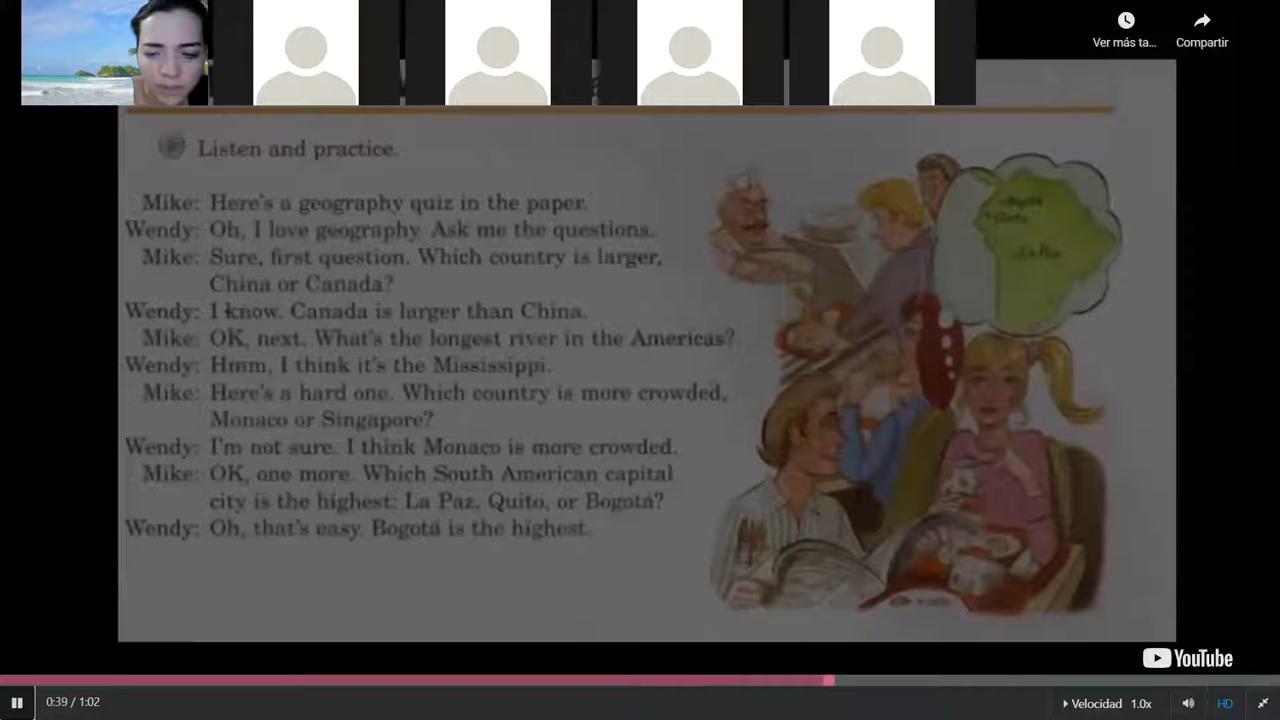 Ver más ta...
Compartir
Listen and practice.
Mike: Here's a geography quiz in the paper.
Wendy: Oh, I love geography. Ask me the questions.
Mike: Sure, first question. Which country is larger,
China or Canada?
Wendy: I know. Canada is larger than China.
Mike: OK, next. What's the longest river in the Americas?
Wendy: Hmm, I think it's the Mississippi.
Mike: Here's a hard one. Which country is more crowded,
Monaco or Singapore?
Wendy: I'm not sure. I think Monaco is more crowded.
Mike: OK, one more. Which South American capital
city is the highest: La Paz, Quito, or Bogotá?
Wendy: Oh, that's easy. Bogotá is the highest.
Bogotá
Quito
La Paz
YouTube
0:39 / 1:02
Velocidad 1.0x
HD